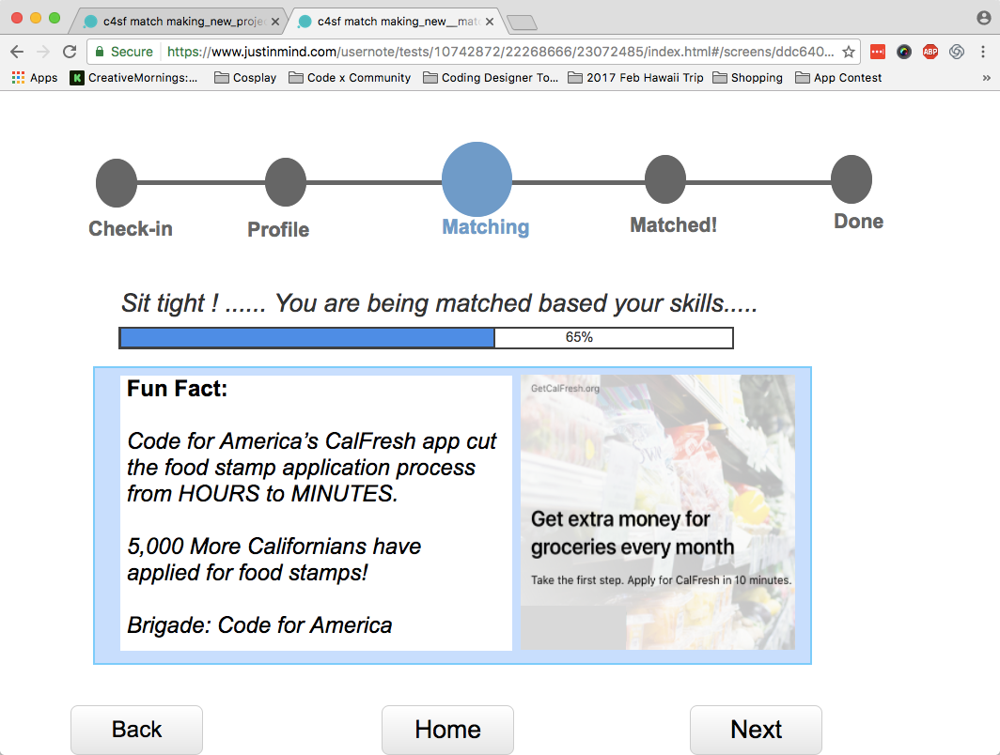 c4sf match making_new_proje
c4sf match making_new__mat
Secure
https://www.justinmind.com/usernote/tests/10742872/22268666/23072485/index.html#/screens/ddc640...
ABP
Apps
K
CreativeMornings:...
Cosplay
Code x Community
Coding Designer To...
2017 Feb Hawaii Trip
Shopping
App Contest
»
Check-in
Profile
Matching
Matched!
Done
Sit tight ! ...... You are being matched based your skills.....
65%
Fun Fact:
Code for America’s CalFresh app cut
the food stamp application process
from HOURS to MINUTES.
5,000 More Californians have
applied for food stamps!
Brigade: Code for America
GetCalFresh.org
Get extra money for
groceries every month
Take the first step. Apply for CalFresh in 10 minutes.
Back
Home
Next